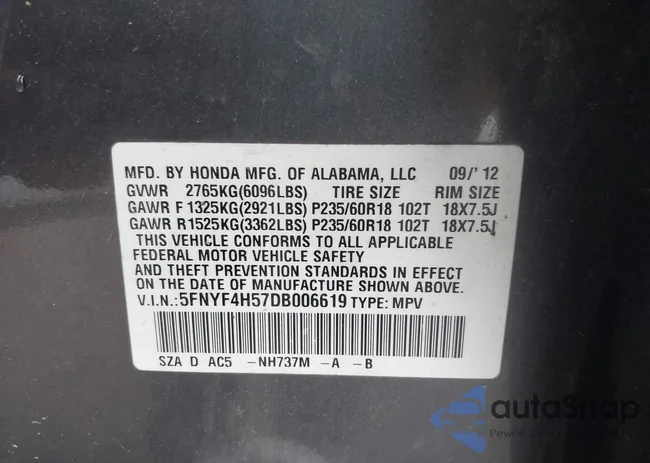 MFD. BY HONDA MFG. OF ALABAMA, LLC 09/'12
GVWR 2765KG(6096LBS) TIRE SIZE RIM SIZE
GAWR F 1325KG(2921LBS) P235/60R18 102T 18X7.5J
GAWR R1525KG(3362LBS) P235/60R18 102T 18X7.5J
THIS VEHICLE CONFORMS TO ALL APPLICABLE
FEDERAL MOTOR VEHICLE SAFETY
AND THEFT PREVENTION STANDARDS IN EFFECT
ON THE DATE OF MANUFACTURE SHOWN ABOVE.
V.I.N.:5FNYF4H57DB006619 TYPE: MPV
SZA D AC5 -NH737M -A -B
autoSnap